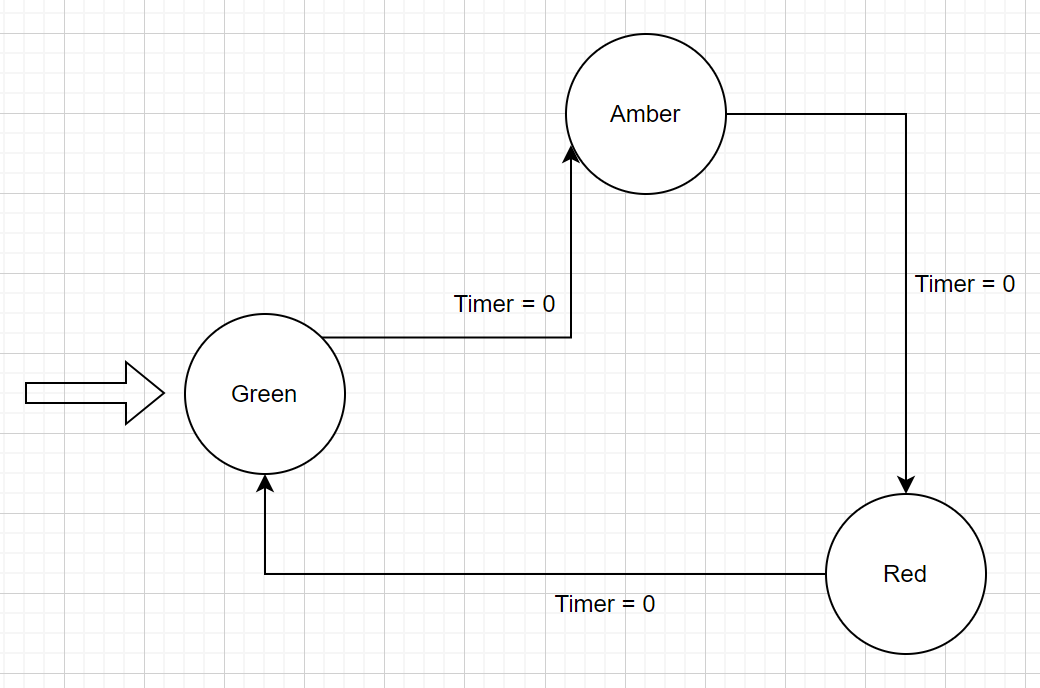 Amber
Timer = 0
Timer = 0
Green
Red
Timer = 0